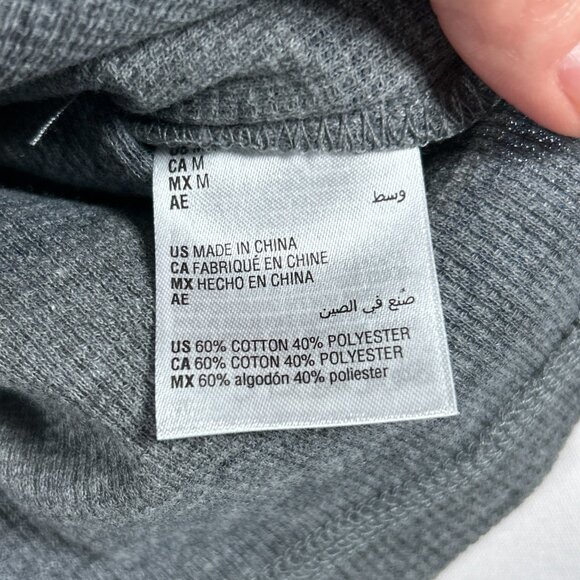 CA M
MX M
AE وسط
US MADE IN CHINA
CA FABRIQUÉ EN CHINE
MX HECHO EN CHINA
AE
صُنع في الصين
US 60% COTTON 40% POLYESTER
CA 60% COTON 40% POLYESTER
MX 60% algodón 40% poliester